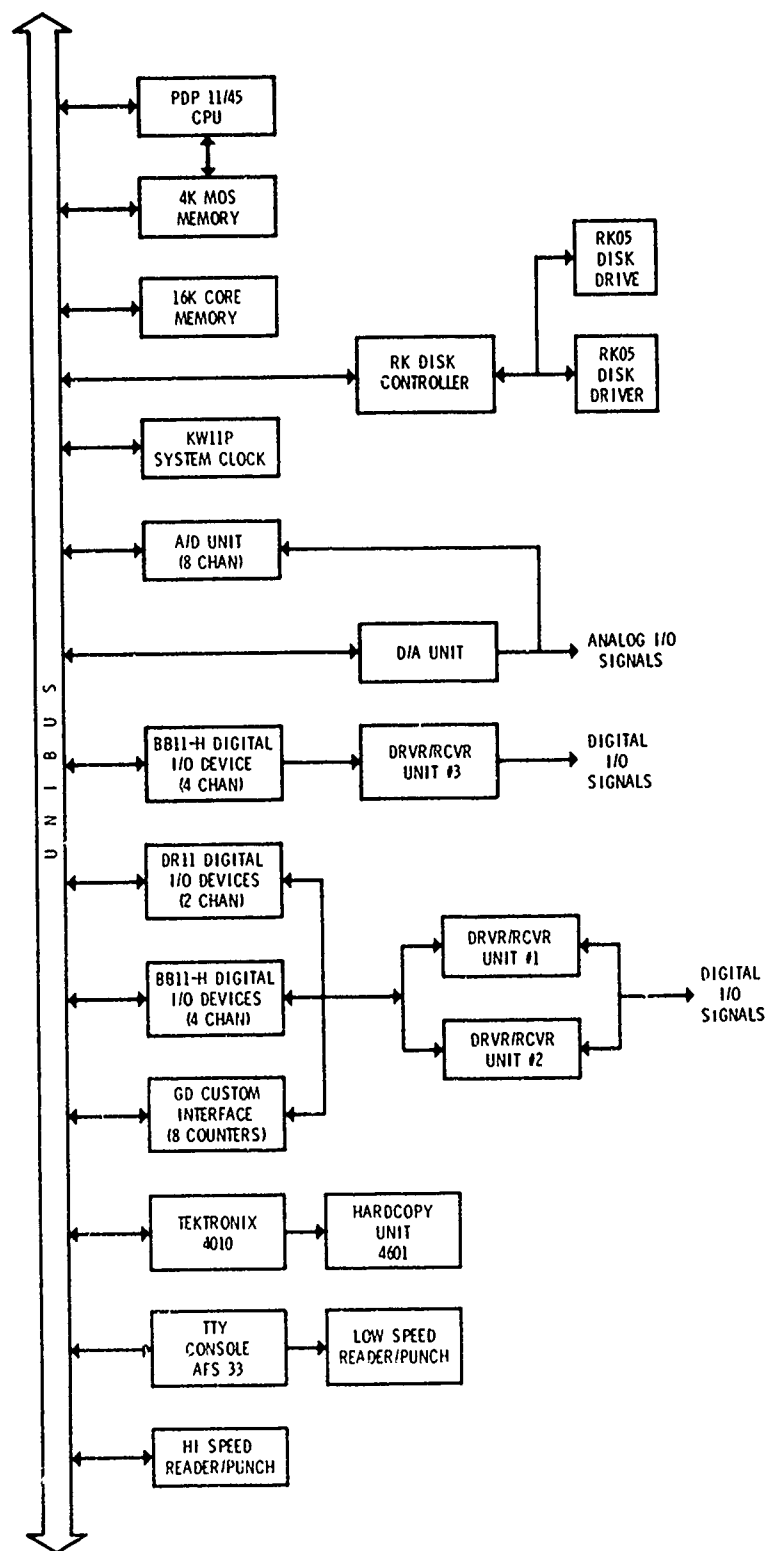 PDP 11/45
CPU
4K MOS
MEMORY
16K CORE
MEMORY
RK05
DISK
DRIVE
RK DISK
CONTROLLER
RK05
DISK
DRIVER
KW11P
SYSTEM CLOCK
A/D UNIT
(8 CHAN)
D/A UNIT
ANALOG I/O
SIGNALS
UNIBUS
BB11-H DIGITAL
I/O DEVICE
(4 CHAN)
DRVR/RCVR
UNIT #3
DIGITAL
I/O
SIGNALS
DR11 DIGITAL
I/O DEVICES
(2 CHAN)
BB11-H DIGITAL
I/O DEVICES
(4 CHAN)
DRVR/RCVR
UNIT #1
DRVR/RCVR
UNIT #2
DIGITAL
I/O
SIGNALS
GD CUSTOM
INTERFACE
(8 COUNTERS)
TEKTRONIX
4010
HARDCOPY
UNIT
4601
TTY
CONSOLE
AFS 33
LOW SPEED
READER/PUNCH
HI SPEED
READER/PUNCH